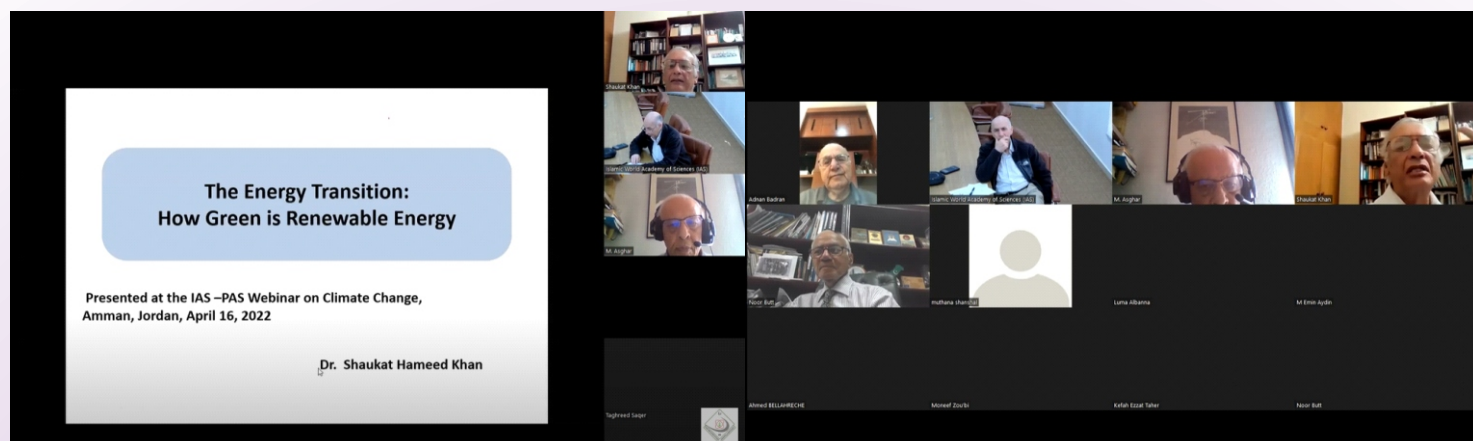 The Energy Transition:
How Green is Renewable Energy
Presented at the IAS –PAS Webinar on Climate Change,
Amman, Jordan, April 16, 2022
Dr. Shaukat Hameed Khan
Shaukat Khan
Islamic World Academy of Sciences (IAS)
M. Asghar
Taghreed Saqer
Adnan Badran
Islamic World Academy of Sciences (IAS)
M. Asghar
Shaukat Khan
Noor Butt
mothana shanshal
Luma Albanna
M Emin Aydin
Ahmed BELLAHRECHE
Moneef Zou'bi
Kefah Ezzat Taher
Noor Butt